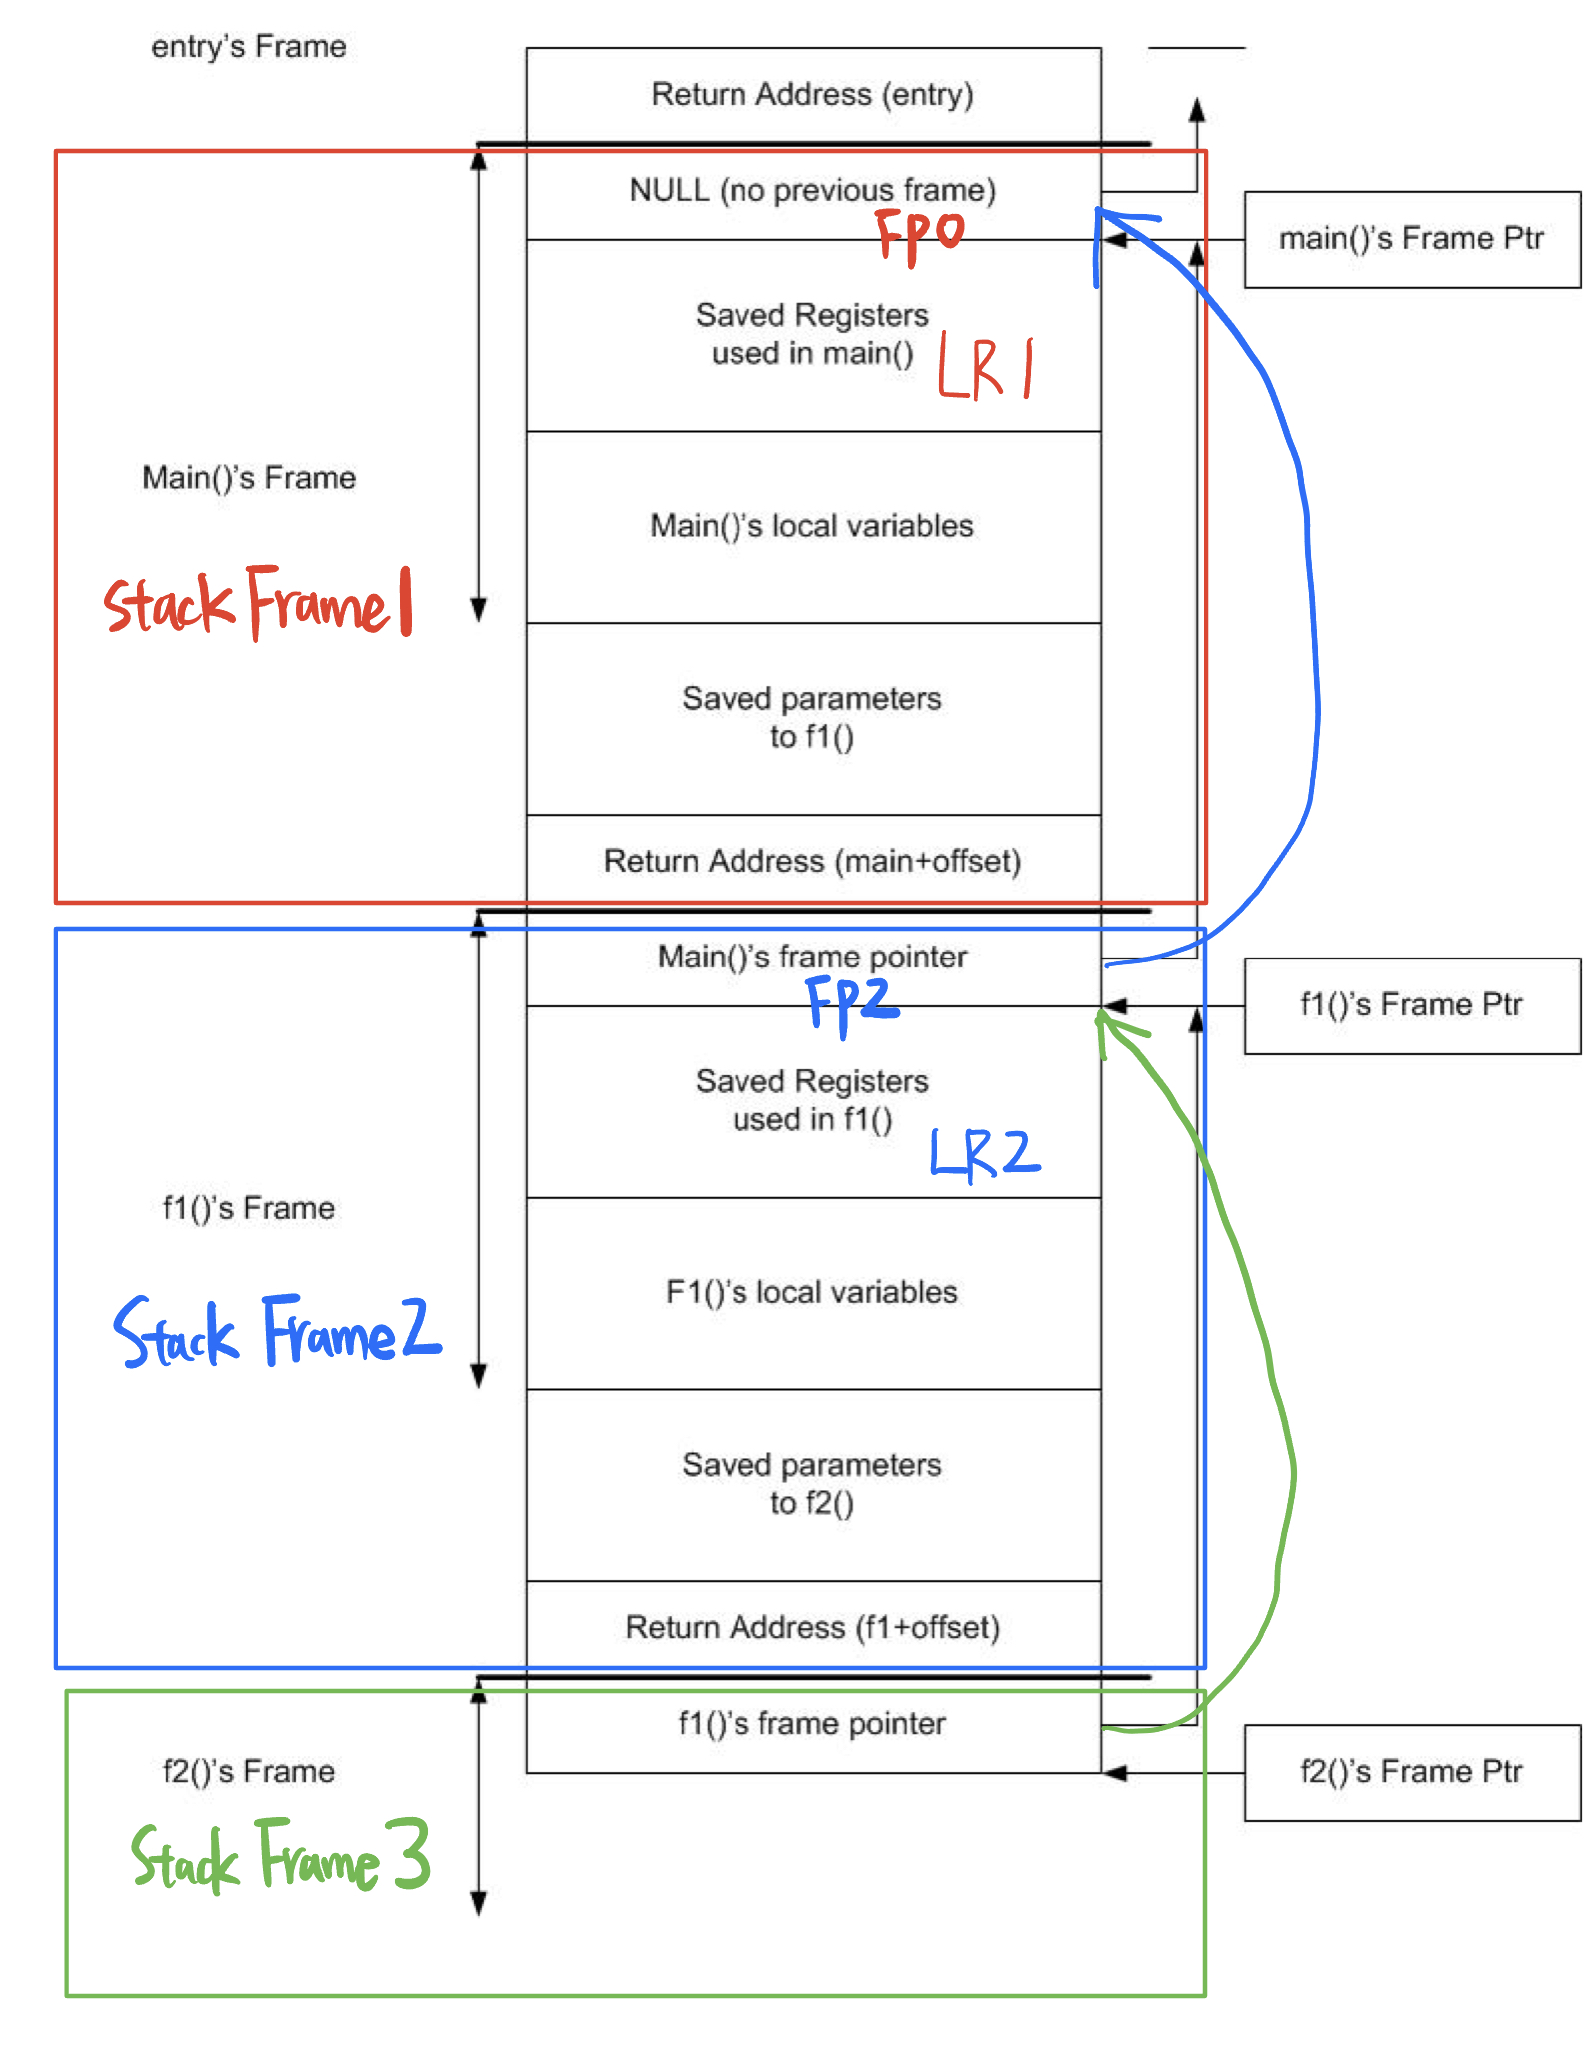 entry's Frame
Return Address (entry)
NULL (no previous frame)
FP0
main()'s Frame Ptr
Saved Registers
used in main()
LR1
Main()'s Frame
Main()'s local variables
Stack Frame1
Saved parameters
to f1()
Return Address (main+offset)
Main()'s frame pointer
FP2
f1()'s Frame Ptr
Saved Registers
used in f1()
LR2
f1()'s Frame
F1()'s local variables
Stack Frame2
Saved parameters
to f2()
Return Address (f1+offset)
f1()'s frame pointer
f2()'s Frame
f2()'s Frame Ptr
Stack Frame 3